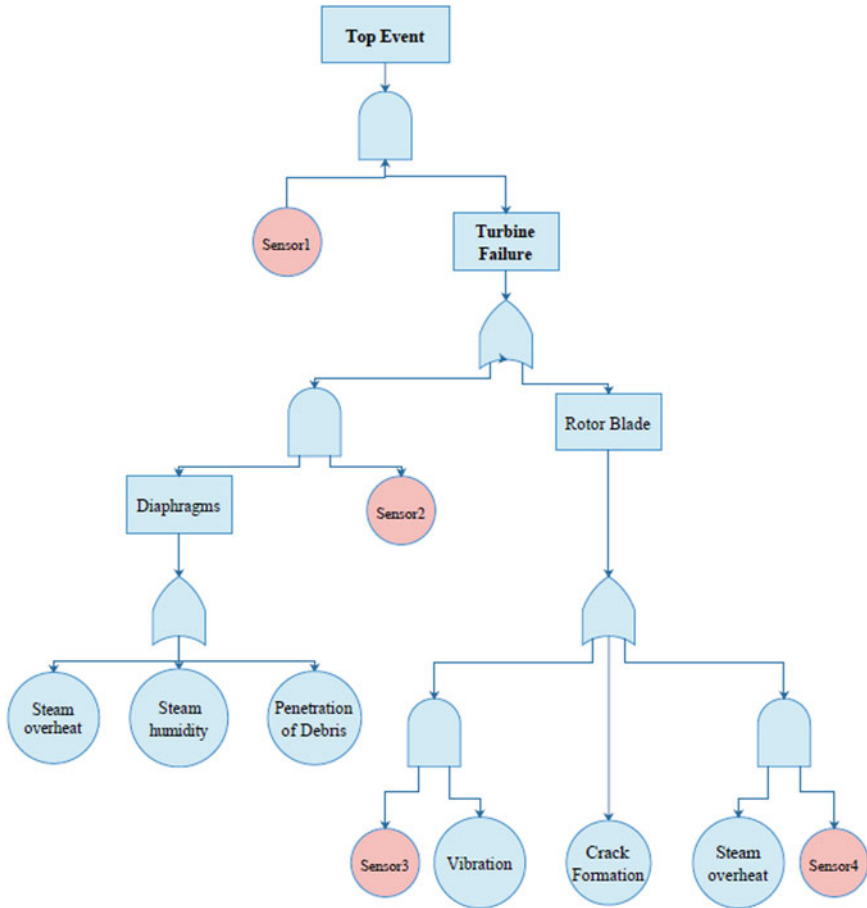 Top Event
Sensor1
Turbine
Failure
Rotor Blade
Diaphragms
Sensor2
Steam
overheat
Steam
humidity
Penetration
of Debris
Sensor3
Vibration
Crack
Formation
Steam
overheat
Sensor4